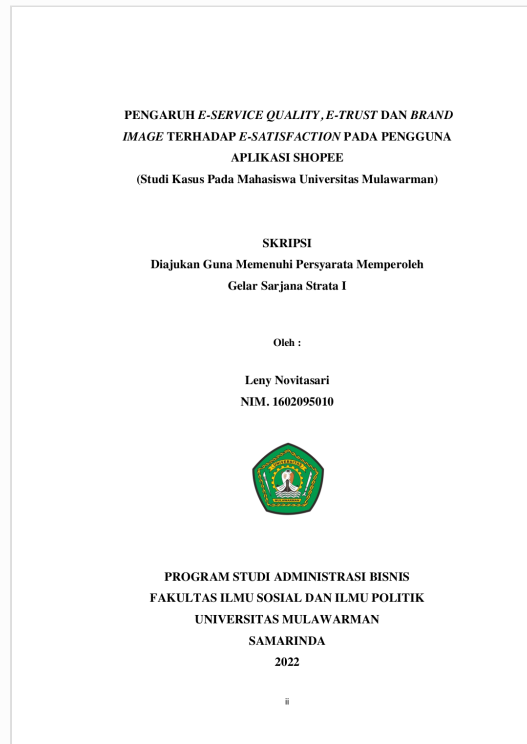 PENGARUH E-SERVICE QUALITY, E-TRUST DAN BRAND
IMAGE TERHADAP E-SATISFACTION PADA PENGGUNA
APLIKASI SHOPEE
(Studi Kasus Pada Mahasiswa Universitas Mulawarman)
SKRIPSI
Diajukan Guna Memenuhi Persyarata Memperoleh
Gelar Sarjana Strata I
Oleh :
Leny Novitasari
NIM. 1602095010
UNIVERSITAS
MULAWARMAN
PROGRAM STUDI ADMINISTRASI BISNIS
FAKULTAS ILMU SOSIAL DAN ILMU POLITIK
UNIVERSITAS MULAWARMAN
SAMARINDA
2022
ii